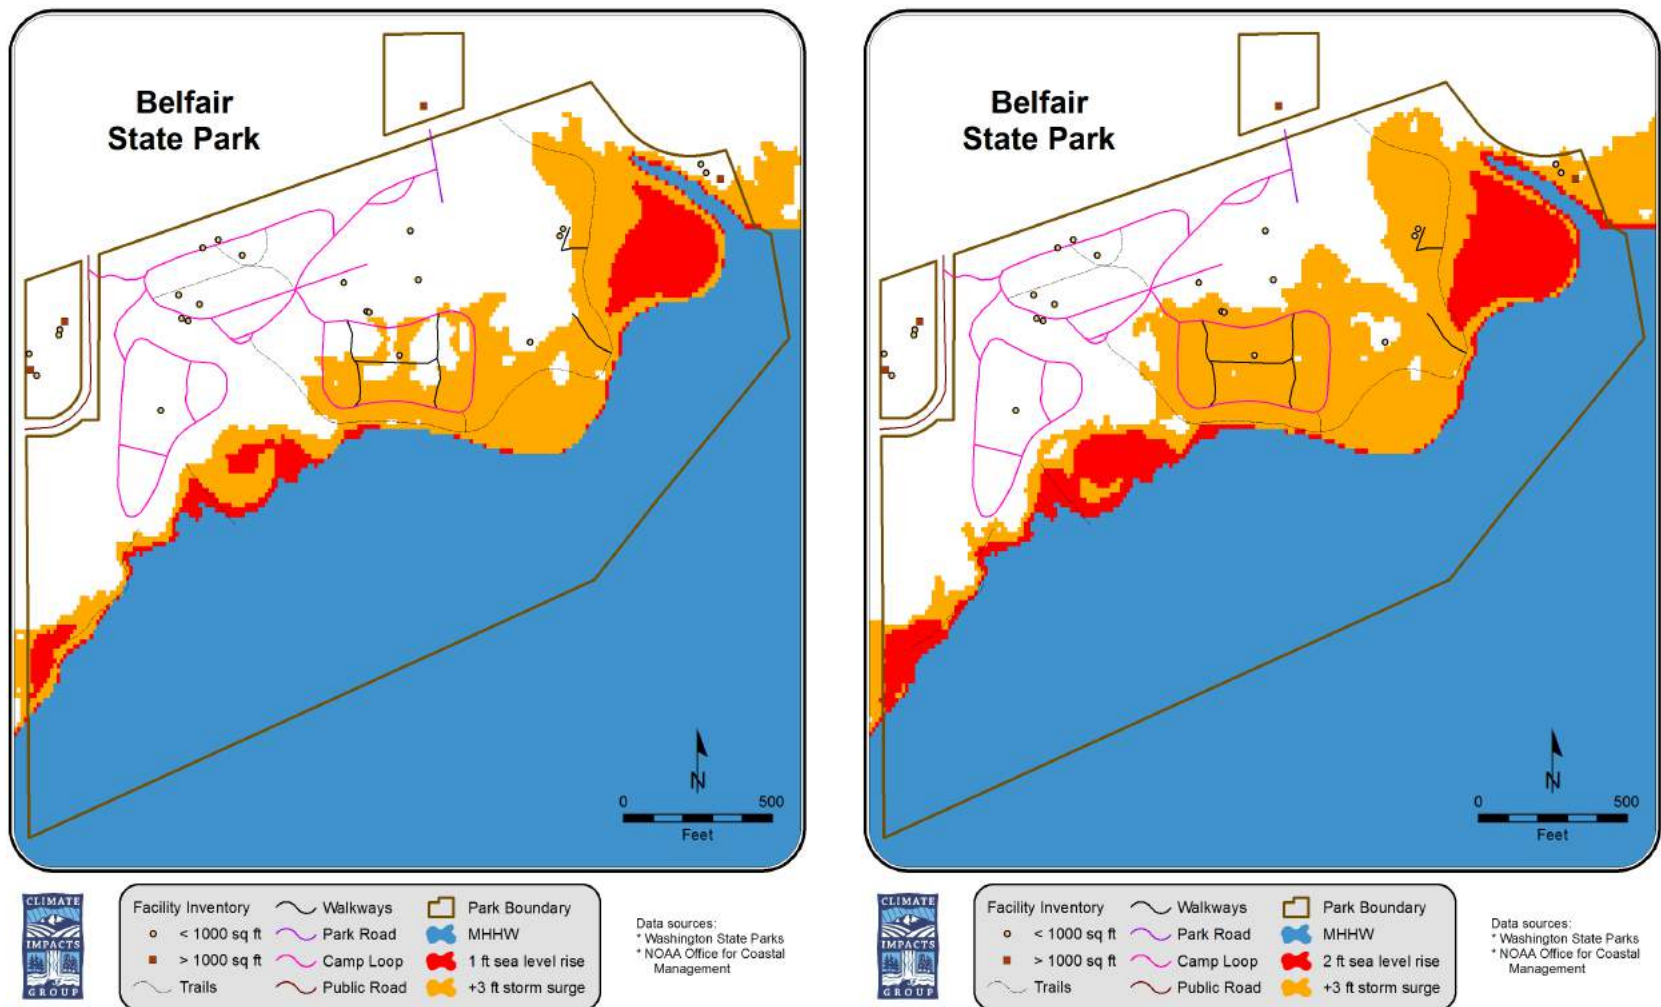 Belfair
State Park
N
0 500
Feet
CLIMATE
IMPACTS
GROUP
Facility Inventory
< 1000 sq ft
> 1000 sq ft
Trails
Walkways
Park Road
Camp Loop
Public Road
Park Boundary
MHHW
1 ft sea level rise
+3 ft storm surge
Data sources:
* Washington State Parks
* NOAA Office for Coastal
Management
Belfair
State Park
N
0 500
Feet
CLIMATE
IMPACTS
GROUP
Facility Inventory
< 1000 sq ft
> 1000 sq ft
Trails
Walkways
Park Road
Camp Loop
Public Road
Park Boundary
MHHW
2 ft sea level rise
+3 ft storm surge
Data sources:
* Washington State Parks
* NOAA Office for Coastal
Management